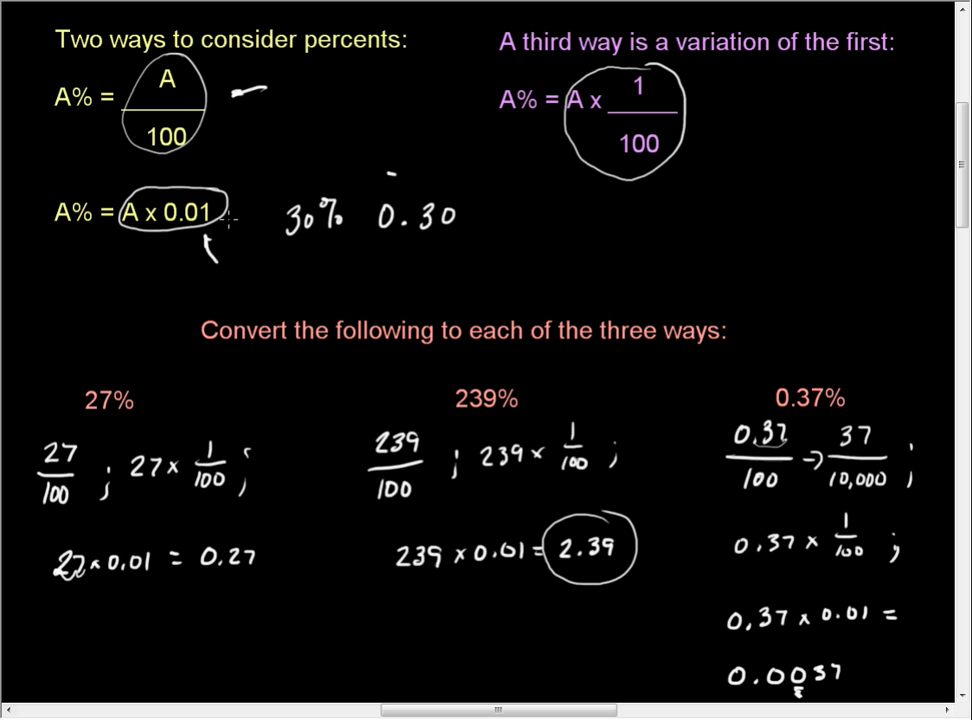 Two ways to consider percents:
A% = A/100
A% = A x 0.01
30% 0.30
A third way is a variation of the first:
A% = A x 1/100
Convert the following to each of the three ways:
27%
27/100 ; 27 x 1/100 ;
27 x 0.01 = 0.27
239%
239/100 ; 239 x 1/100 ;
239 x 0.01 = 2.39
0.37%
0.37/100 → 37/10,000 ;
0.37 x 1/100 ;
0.37 x 0.01 =
0.0037